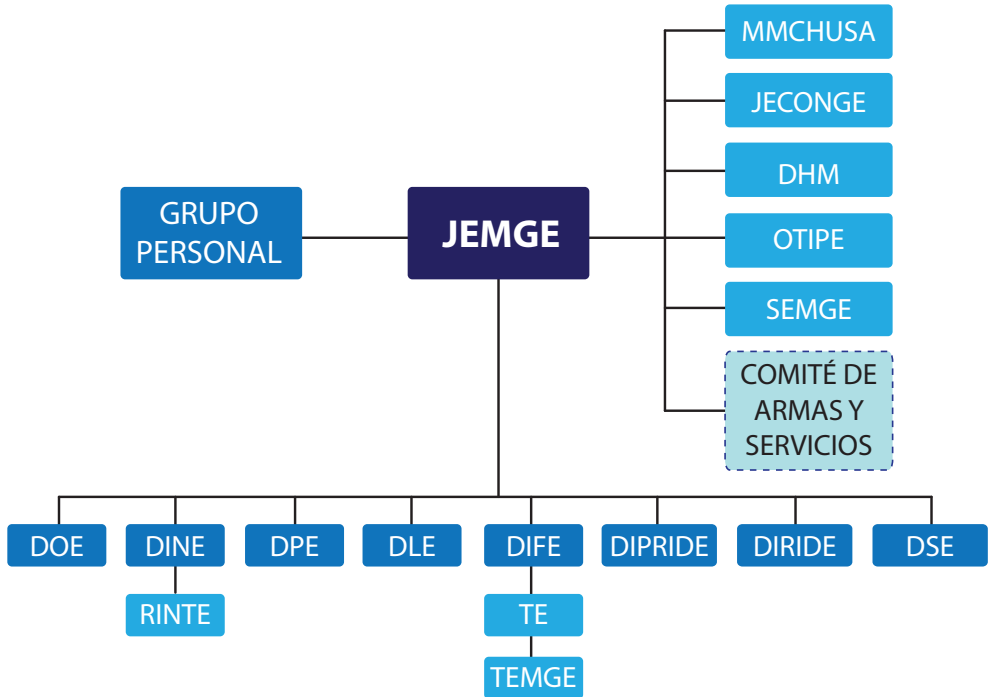 MMCHUSA
JECONGE
DHM
GRUPO
PERSONAL
JEMGE
OTIPE
SEMGE
COMITÉ DE
ARMAS Y
SERVICIOS
DOE
DINE
DPE
DLE
DIFE
DIPRIDE
DIRIDE
DSE
RINTE
TE
TEMGE